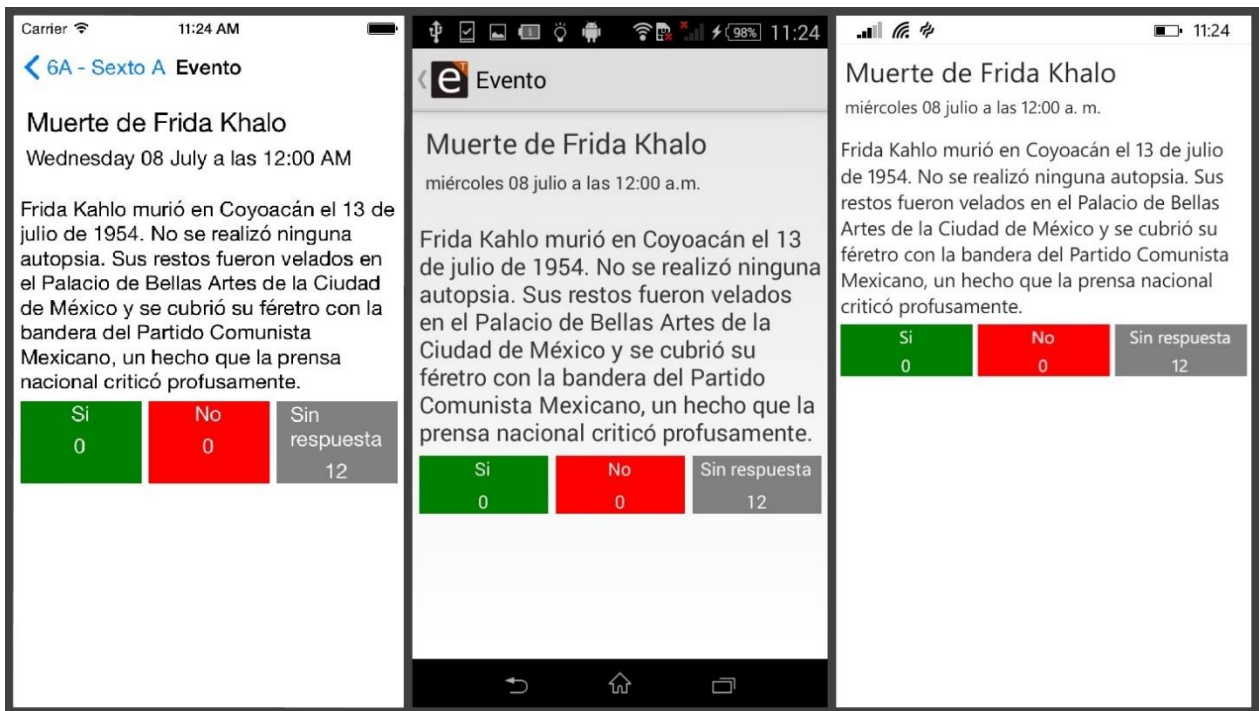 Carrier 11:24 AM
6A - Sexto A Evento
Muerte de Frida Khalo
Wednesday 08 July a las 12:00 AM
Frida Kahlo murió en Coyoacán el 13 de
julio de 1954. No se realizó ninguna
autopsia. Sus restos fueron velados en
el Palacio de Bellas Artes de la Ciudad
de México y se cubrió su féretro con la
bandera del Partido Comunista
Mexicano, un hecho que la prensa
nacional criticó profusamente.
Si No Sin
respuesta
0 0 12
98% 11:24
e T Evento
Muerte de Frida Khalo
miércoles 08 julio a las 12:00 a.m.
Frida Kahlo murió en Coyoacán el 13
de julio de 1954. No se realizó ninguna
autopsia. Sus restos fueron velados
en el Palacio de Bellas Artes de la
Ciudad de México y se cubrió su
féretro con la bandera del Partido
Comunista Mexicano, un hecho que la
prensa nacional criticó profusamente.
Si No Sin respuesta
0 0 12
11:24
Muerte de Frida Khalo
miércoles 08 julio a las 12:00 a. m.
Frida Kahlo murió en Coyoacán el 13 de julio
de 1954. No se realizó ninguna autopsia. Sus
restos fueron velados en el Palacio de Bellas
Artes de la Ciudad de México y se cubrió su
féretro con la bandera del Partido Comunista
Mexicano, un hecho que la prensa nacional
criticó profusamente.
Si No Sin respuesta
0 0 12